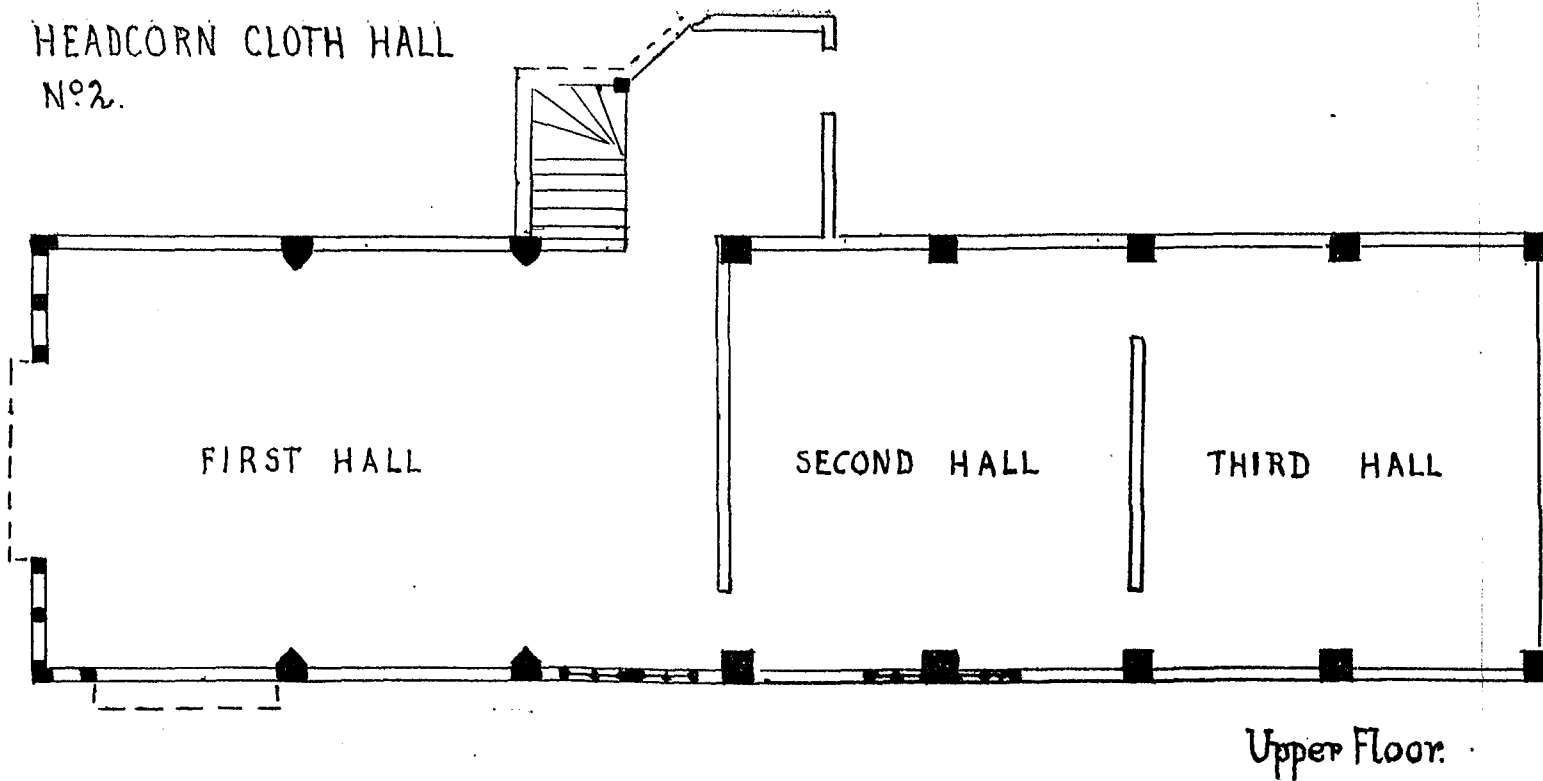 HEADCORN CLOTH HALL
Nº2.
FIRST HALL
SECOND HALL
THIRD HALL
Upper Floor.